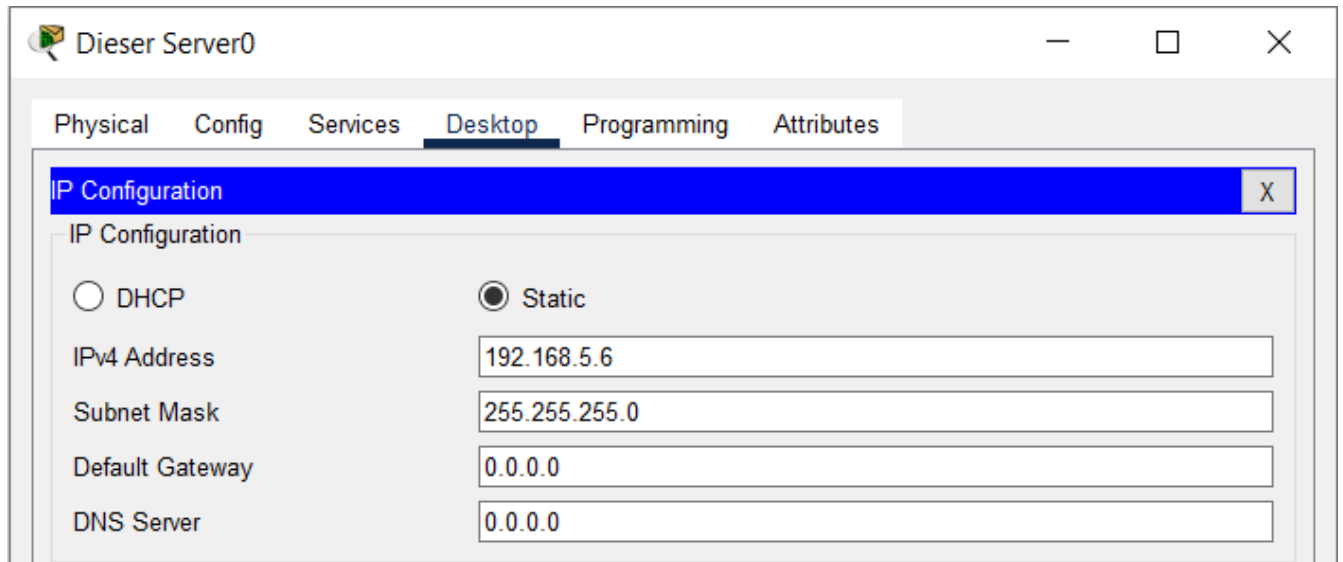 Dieser Server0
Physical Config Services Desktop Programming Attributes
IP Configuration X
IP Configuration
DHCP Static
IPv4 Address 192.168.5.6
Subnet Mask 255.255.255.0
Default Gateway 0.0.0.0
DNS Server 0.0.0.0